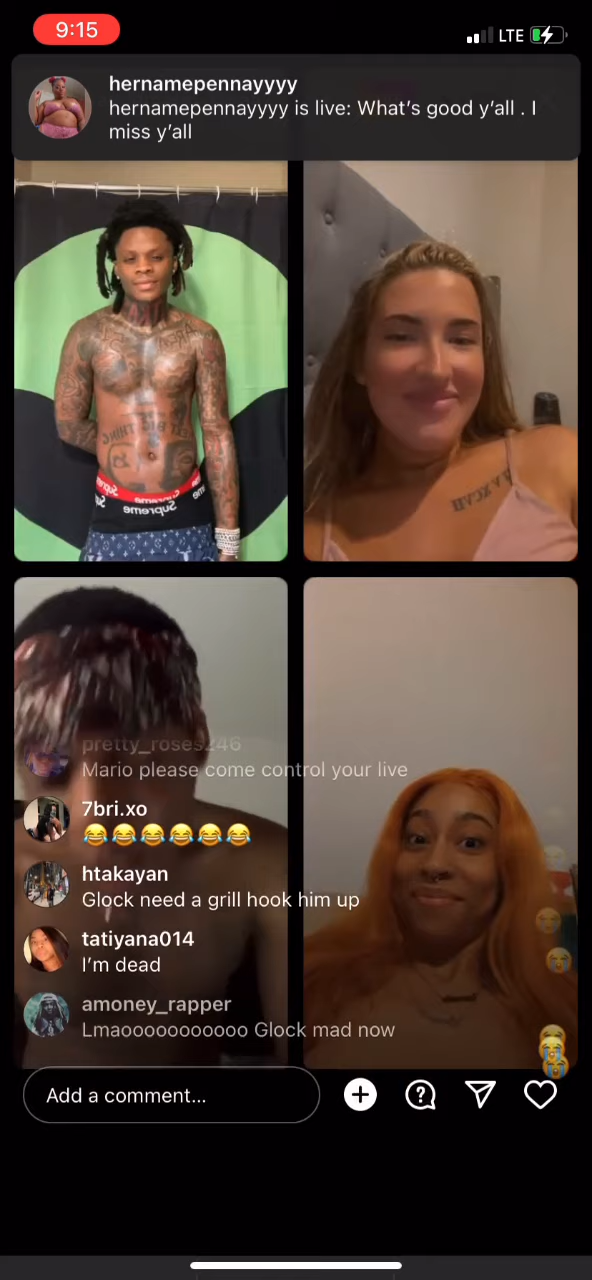 9:15
LTE
hernamepennayyyy
hernamepennayyyy is live: What's good y'all . I
miss y'all
Supreme
pretty_roses246
Mario please come control your live
7bri.xo
😂😂😂😂😂😂
htakayan
Glock need a grill hook him up
tatiyana014
I'm dead
amoney_rapper
Lmaooooooooooo Glock mad now
Add a comment...